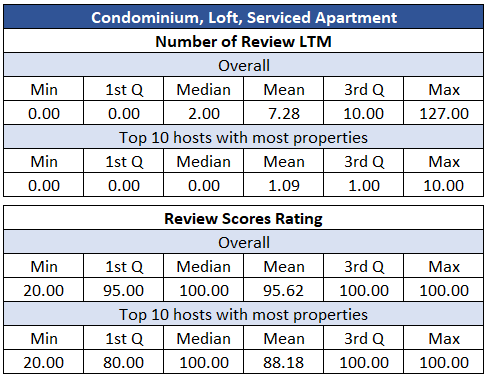 Condominium, Loft, Serviced Apartment
Number of Review LTM
Overall
Min 1st Q Median Mean 3rd Q Max
0.00 0.00 2.00 7.28 10.00 127.00
Top 10 hosts with most properties
Min 1st Q Median Mean 3rd Q Max
0.00 0.00 0.00 1.09 1.00 10.00
Review Scores Rating
Overall
Min 1st Q Median Mean 3rd Q Max
20.00 95.00 100.00 95.62 100.00 100.00
Top 10 hosts with most properties
Min 1st Q Median Mean 3rd Q Max
20.00 80.00 100.00 88.18 100.00 100.00